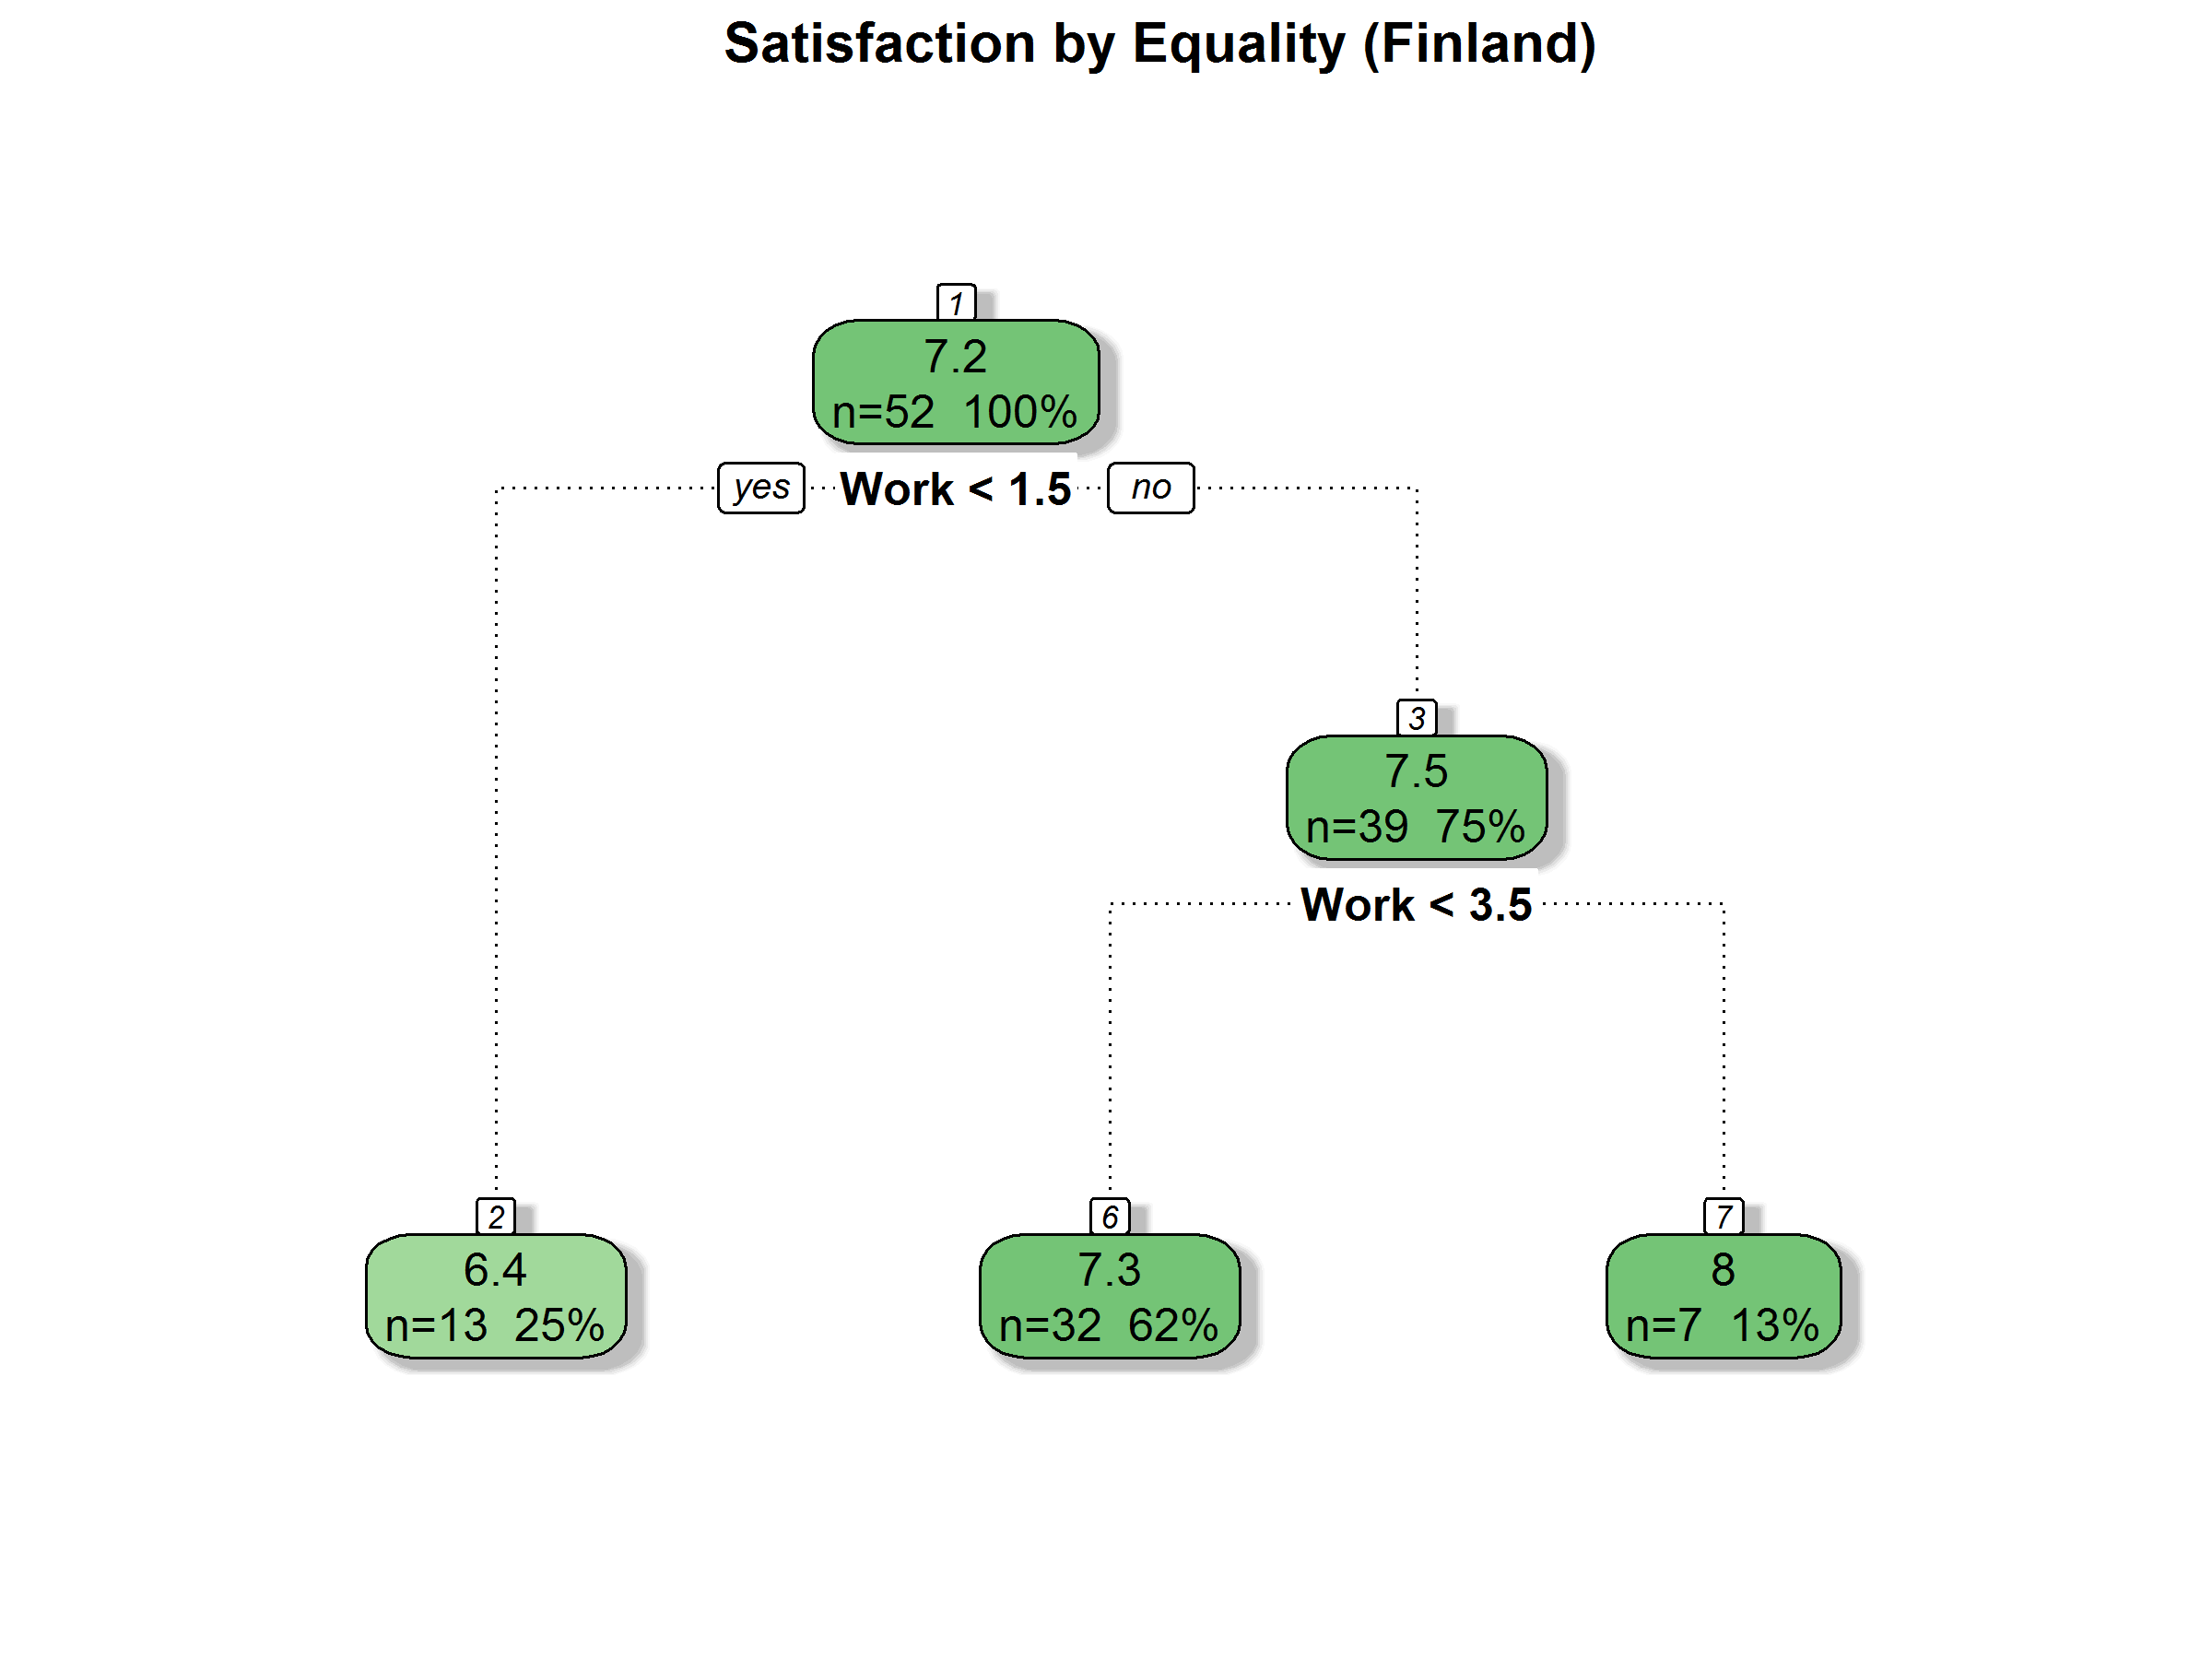 Satisfaction by Equality (Finland)
1
7.2
n=52 100%
yes Work < 1.5 no
3
7.5
n=39 75%
Work < 3.5
2
6.4
n=13 25%
6
7.3
n=32 62%
7
8
n=7 13%